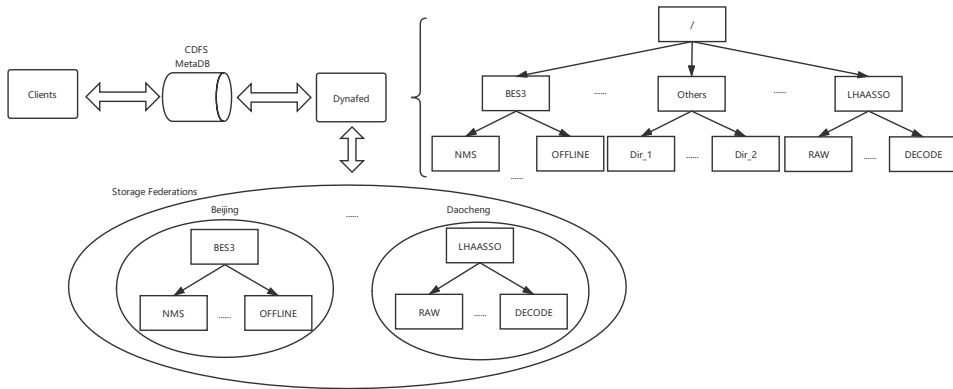 /
CDFS
MetaDB
Clients
Dynafed
BES3
......
Others
......
LHAASSO
NMS
OFFLINE
Dir_1
......
Dir_2
RAW
......
DECODE
......
Storage Federations
Beijing
......
Daocheng
BES3
LHAASSO
NMS
......
OFFLINE
RAW
......
DECODE